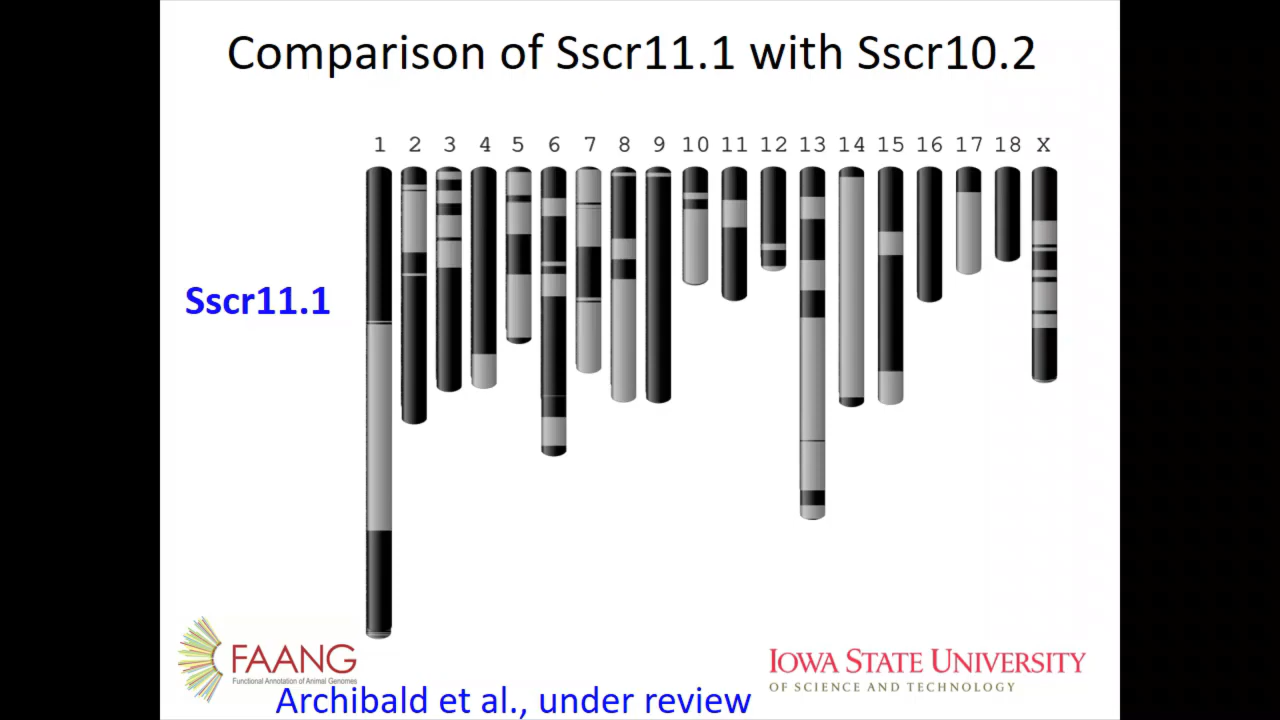 Comparison of Sscr11.1 with Sscr10.2
1 2 3 4 5 6 7 8 9 10 11 12 13 14 15 16 17 18 X
Sscr11.1
FAANG
Functional Annotation of Animal Genomes
IOWA STATE UNIVERSITY
OF SCIENCE AND TECHNOLOGY
Archibald et al., under review